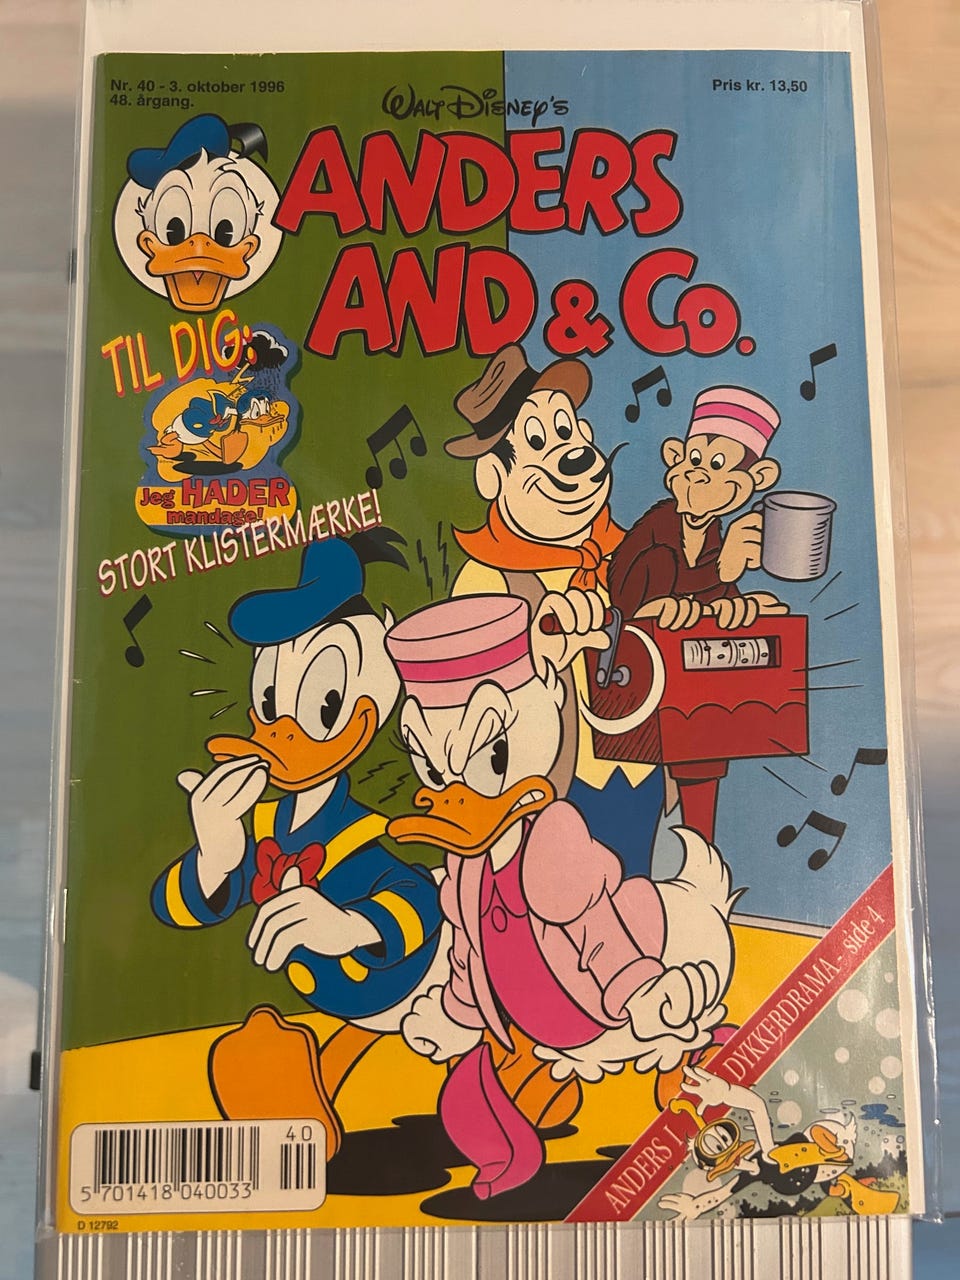 Nr. 40 - 3. oktober 1996
48. årgang.
Pris kr. 13,50
WALT DISNEY'S
ANDERS
AND & Co.
TIL DIG:
Jeg HADER
mandage!
STORT KLISTERMÆRKE!
ANDERS I DYKKERDRAMA - side 4
40
5 701418 040033
D 12792